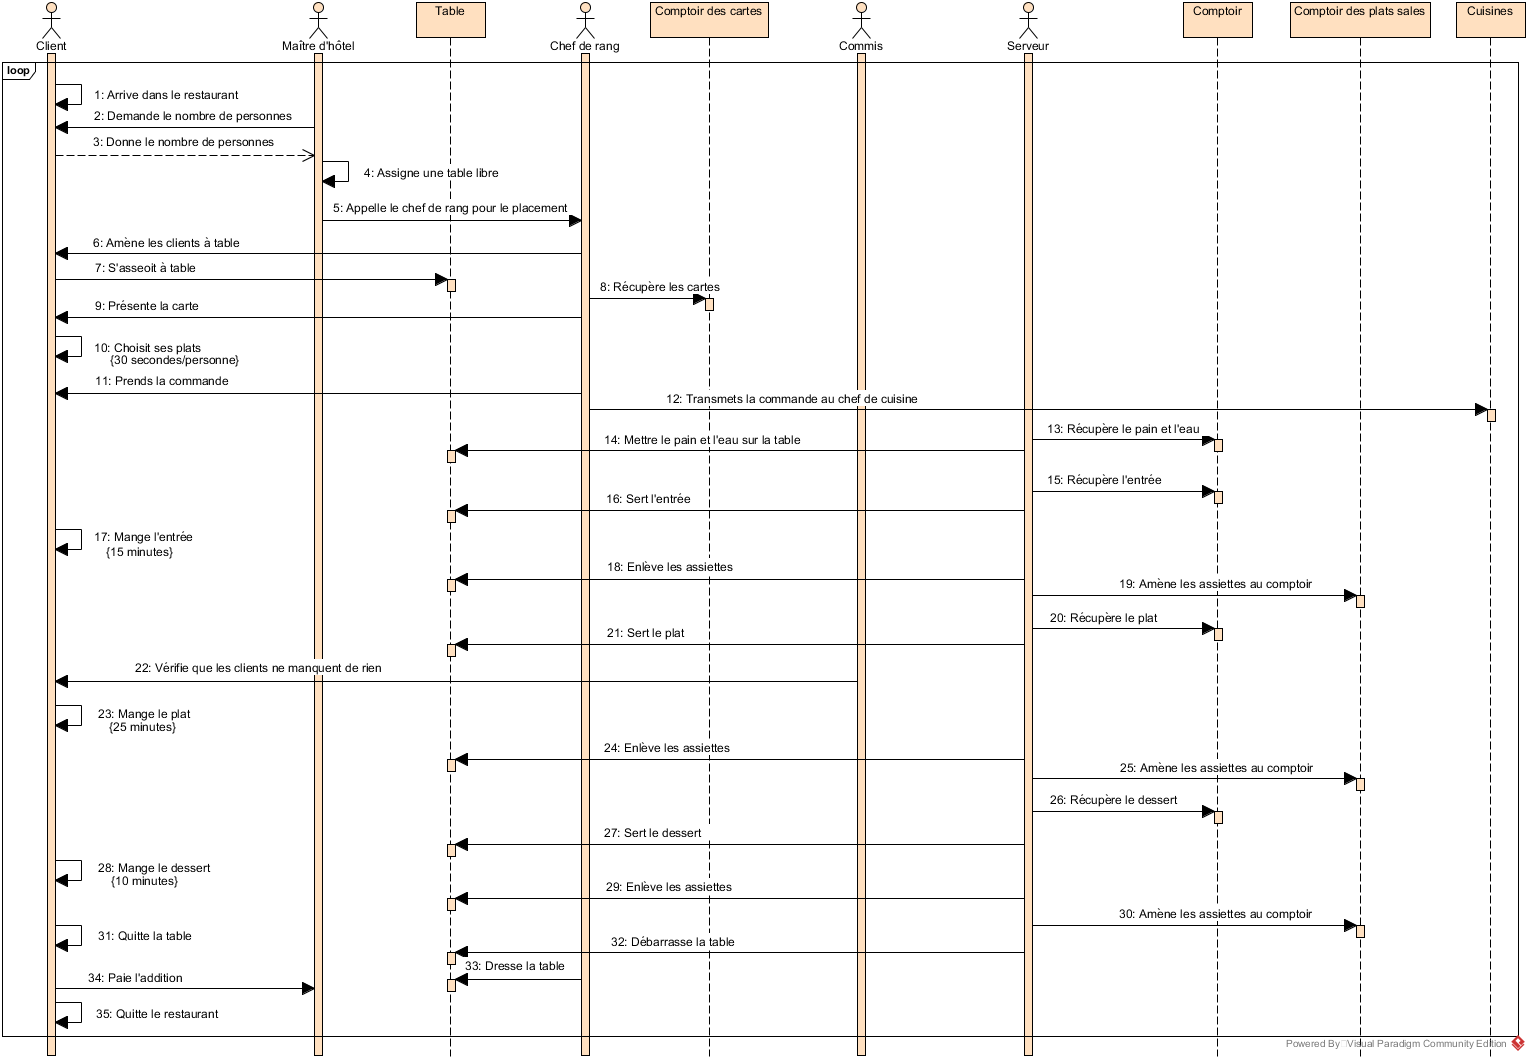 Client
Maître d'hôtel
Table
Chef de rang
Comptoir des cartes
Commis
Serveur
Comptoir
Comptoir des plats sales
Cuisines
loop
1: Arrive dans le restaurant
2: Demande le nombre de personnes
3: Donne le nombre de personnes
4: Assigne une table libre
5: Appelle le chef de rang pour le placement
6: Amène les clients à table
7: S'asseoit à table
8: Récupère les cartes
9: Présente la carte
10: Choisit ses plats
{30 secondes/personne}
11: Prends la commande
12: Transmets la commande au chef de cuisine
13: Récupère le pain et l'eau
14: Mettre le pain et l'eau sur la table
15: Récupère l'entrée
16: Sert l'entrée
17: Mange l'entrée
{15 minutes}
18: Enlève les assiettes
19: Amène les assiettes au comptoir
20: Récupère le plat
21: Sert le plat
22: Vérifie que les clients ne manquent de rien
23: Mange le plat
{25 minutes}
24: Enlève les assiettes
25: Amène les assiettes au comptoir
26: Récupère le dessert
27: Sert le dessert
28: Mange le dessert
{10 minutes}
29: Enlève les assiettes
30: Amène les assiettes au comptoir
31: Quitte la table
32: Débarrasse la table
33: Dresse la table
34: Paie l'addition
35: Quitte le restaurant
Powered By Visual Paradigm Community Edition